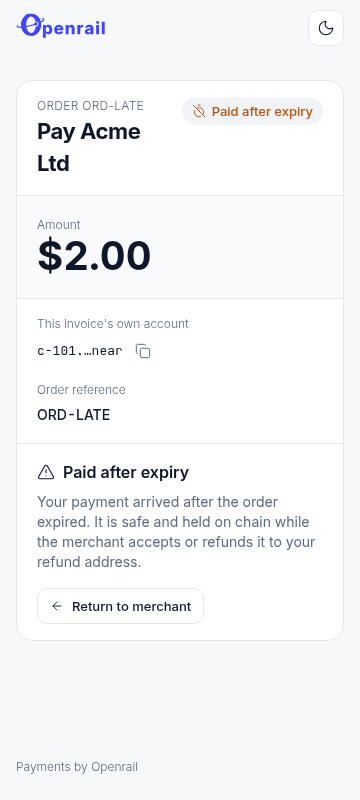 Openrail
ORDER ORD-LATE
Paid after expiry
Pay Acme
Ltd
Amount
$2.00
This invoice's own account
c-101.…near
Order reference
ORD-LATE
Paid after expiry
Your payment arrived after the order
expired. It is safe and held on chain while
the merchant accepts or refunds it to your
refund address.
Return to merchant
Payments by Openrail